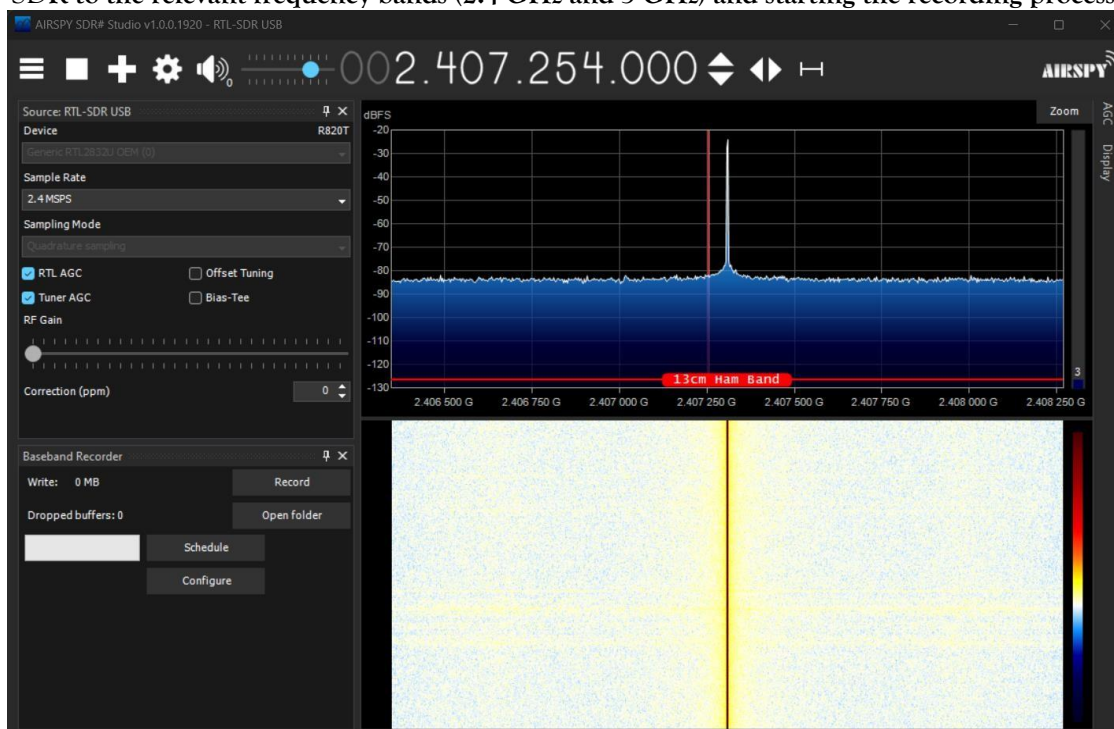 SDR to the relevant frequency bands (2.4 GHz and 5 GHz) and starting the recording process
AIRSPY SDR# Studio v1.0.0.1920 - RTL-SDR USB
0
002.407.254.000
AIRSPY
Source: RTL-SDR USB
Device R820T
Generic RTL2832U OEM (0)
Sample Rate
2.4 MSPS
Sampling Mode
Quadrature sampling
RTL AGC Offset Tuning
Tuner AGC Bias-Tee
RF Gain
Correction (ppm) 0
Baseband Recorder
Write: 0 MB Record
Dropped buffers: 0 Open folder
Schedule
Configure
dBFS
Zoom
-20
-30
-40
-50
-60
-70
-80
-90
-100
-110
-120
-130
13cm Ham Band
3
2.406 500 G 2.406 750 G 2.407 000 G 2.407 250 G 2.407 500 G 2.407 750 G 2.408 000 G 2.408 250 G
AGC
Display